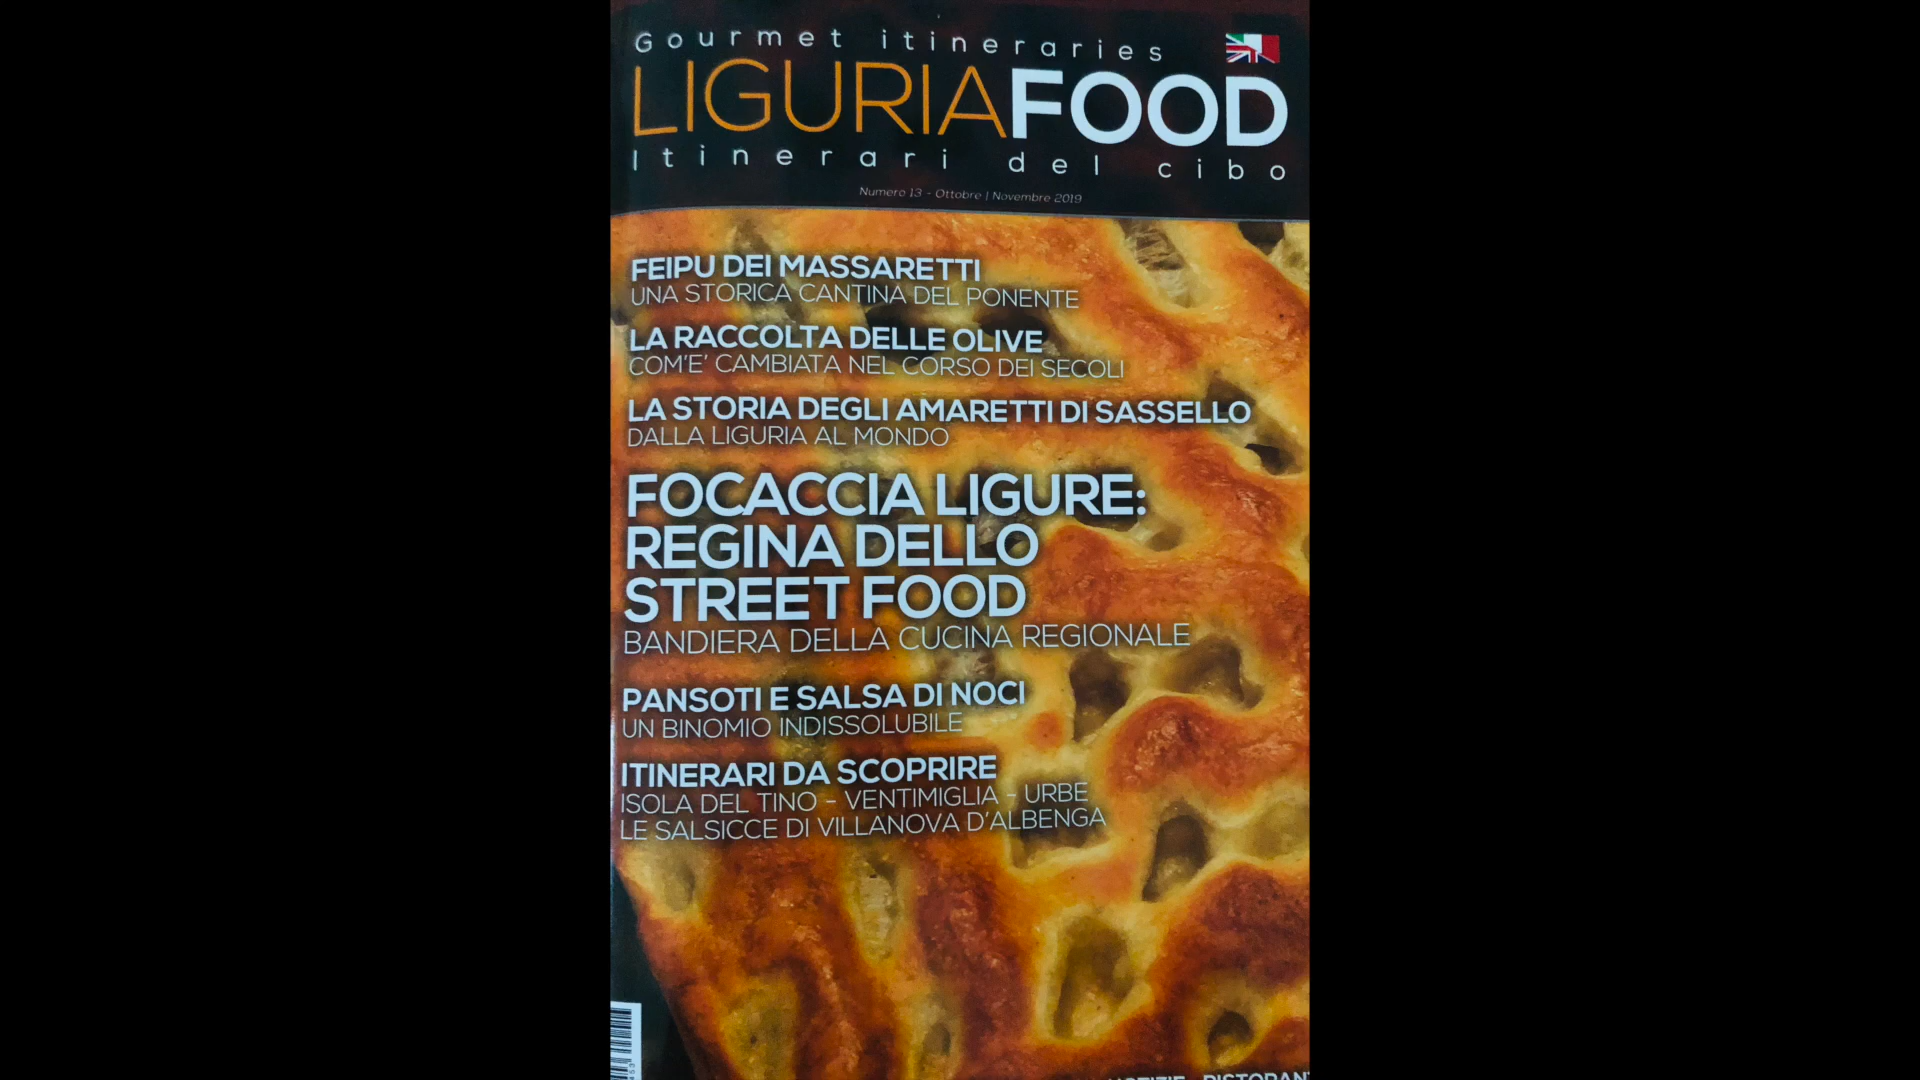 Gourmet itineraries
LIGURIAFOOD
Itinerari del cibo
Numero 13 - Ottobre | Novembre 2019
FEIPU DEI MASSARETTI
UNA STORICA CANTINA DEL PONENTE
LA RACCOLTA DELLE OLIVE
COM'E' CAMBIATA NEL CORSO DEI SECOLI
LA STORIA DEGLI AMARETTI DI SASSELLO
DALLA LIGURIA AL MONDO
FOCACCIA LIGURE:
REGINA DELLO
STREET FOOD
BANDIERA DELLA CUCINA REGIONALE
PANSOTI E SALSA DI NOCI
UN BINOMIO INDISSOLUBILE
ITINERARI DA SCOPRIRE
ISOLA DEL TINO - VENTIMIGLIA - URBE
LE SALSICCE DI VILLANOVA D'ALBENGA